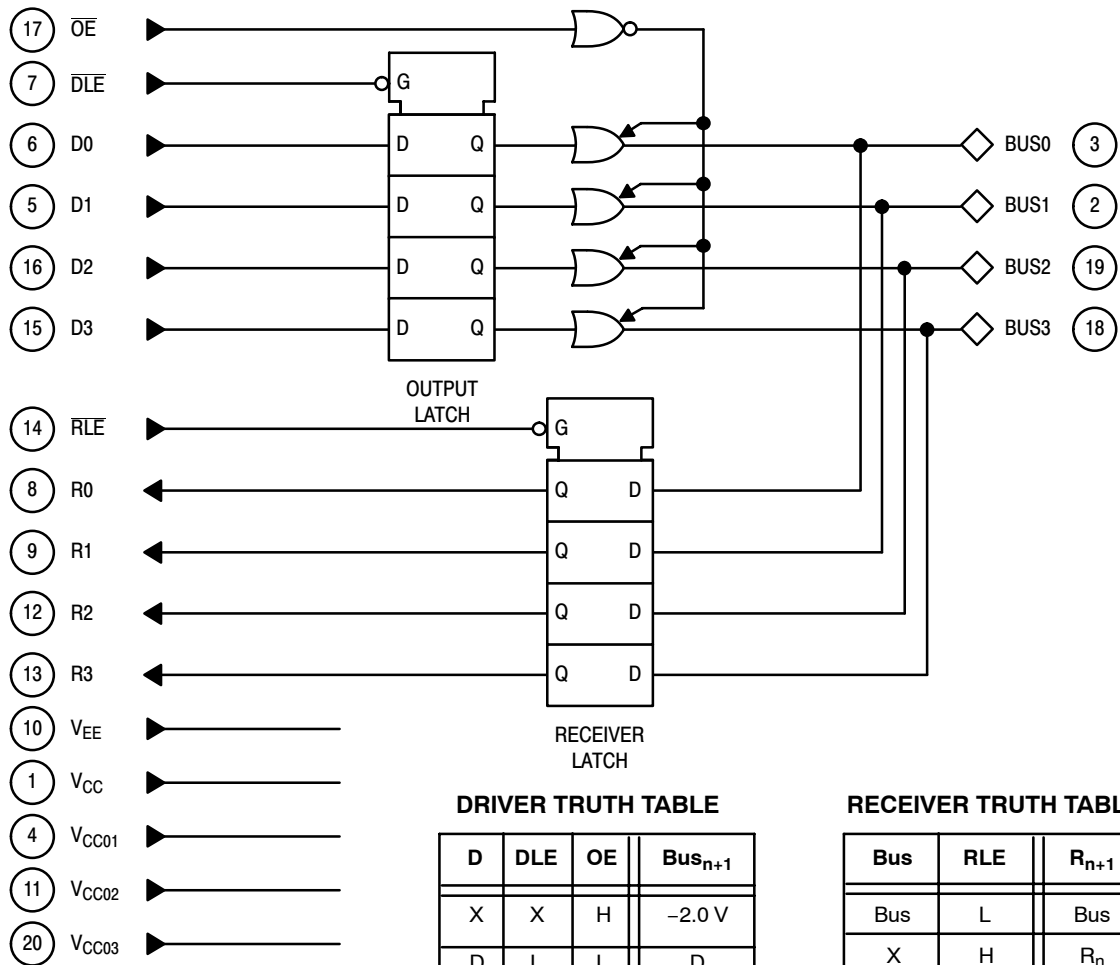 17 OE
7 DLE
G
6 D0 D Q BUS0 3
5 D1 D Q BUS1 2
16 D2 D Q BUS2 19
15 D3 D Q BUS3 18
OUTPUT
LATCH
14 RLE G
8 R0 Q D
9 R1 Q D
12 R2 Q D
13 R3 Q D
RECEIVER
LATCH
10 VEE
1 VCC
4 VCC01
11 VCC02
20 VCC03
DRIVER TRUTH TABLE
D DLE OE Busn+1
X X H −2.0 V
D L L D
RECEIVER TRUTH TABL
Bus RLE Rn+1
Bus L Bus
X H Rn